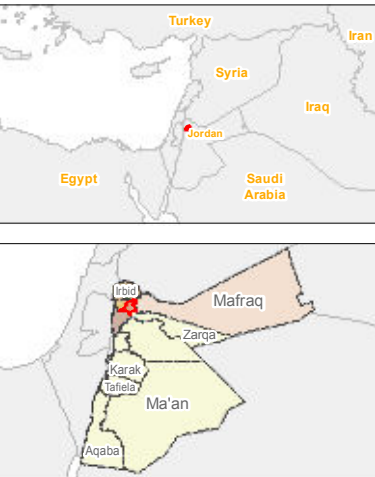 Turkey
Iran
Syria
Iraq
Jordan
Egypt
Saudi
Arabia
Irbid
Mafraq
Zarqa
Karak
Tafiela
Ma'an
Aqaba